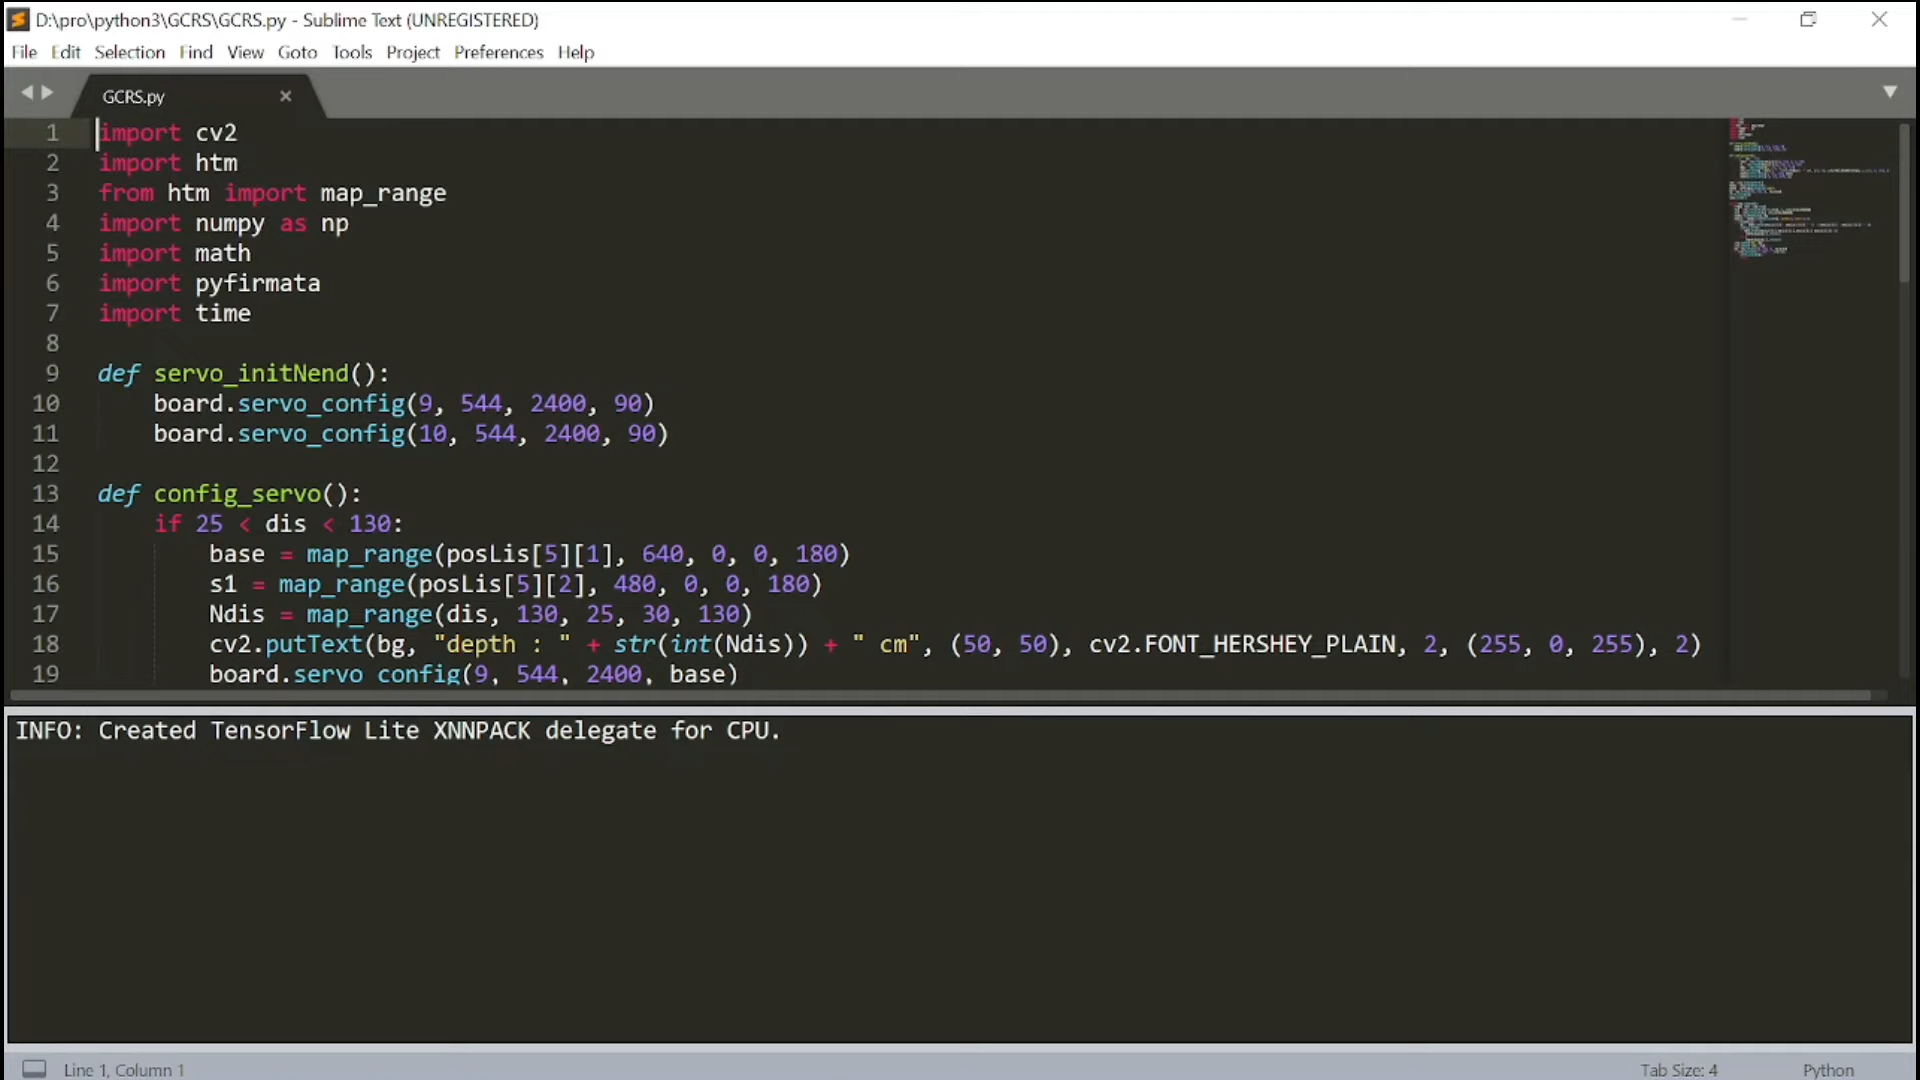 D:\pro\python3\GCRS\GCRS.py - Sublime Text (UNREGISTERED)
File Edit Selection Find View Goto Tools Project Preferences Help
GCRS.py
1 import cv2
2 import htm
3 from htm import map_range
4 import numpy as np
5 import math
6 import pyfirmata
7 import time
8
9 def servo_initNend():
10     board.servo_config(9, 544, 2400, 90)
11     board.servo_config(10, 544, 2400, 90)
12
13 def config_servo():
14     if 25 < dis < 130:
15         base = map_range(posLis[5][1], 640, 0, 0, 180)
16         s1 = map_range(posLis[5][2], 480, 0, 0, 180)
17         Ndis = map_range(dis, 130, 25, 30, 130)
18         cv2.putText(bg, "depth : " + str(int(Ndis)) + " cm", (50, 50), cv2.FONT_HERSHEY_PLAIN, 2, (255, 0, 255), 2)
19         board.servo_config(9, 544, 2400, base)
INFO: Created TensorFlow Lite XNNPACK delegate for CPU.
Line 1, Column 1 Tab Size: 4 Python